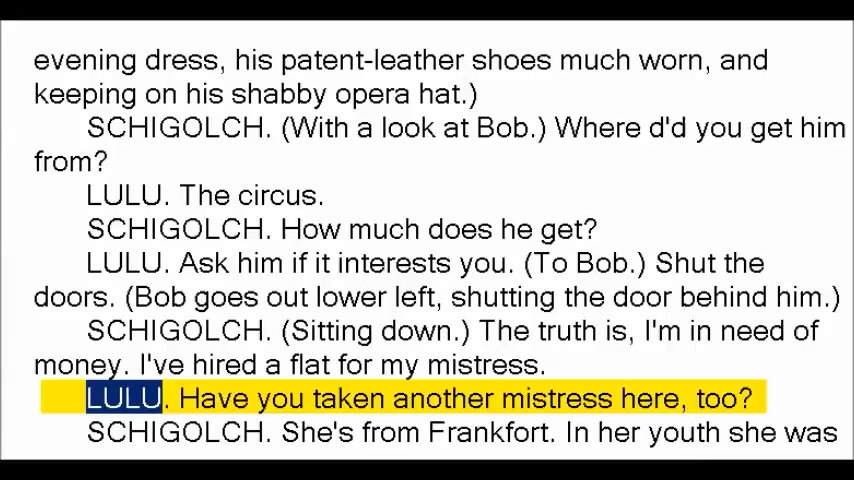 evening dress, his patent-leather shoes much worn, and
keeping on his shabby opera hat.)
SCHIGOLCH. (With a look at Bob.) Where d'd you get him
from?
LULU. The circus.
SCHIGOLCH. How much does he get?
LULU. Ask him if it interests you. (To Bob.) Shut the
doors. (Bob goes out lower left, shutting the door behind him.)
SCHIGOLCH. (Sitting down.) The truth is, I'm in need of
money. I've hired a flat for my mistress.
LULU. Have you taken another mistress here, too?
SCHIGOLCH. She's from Frankfort. In her youth she was